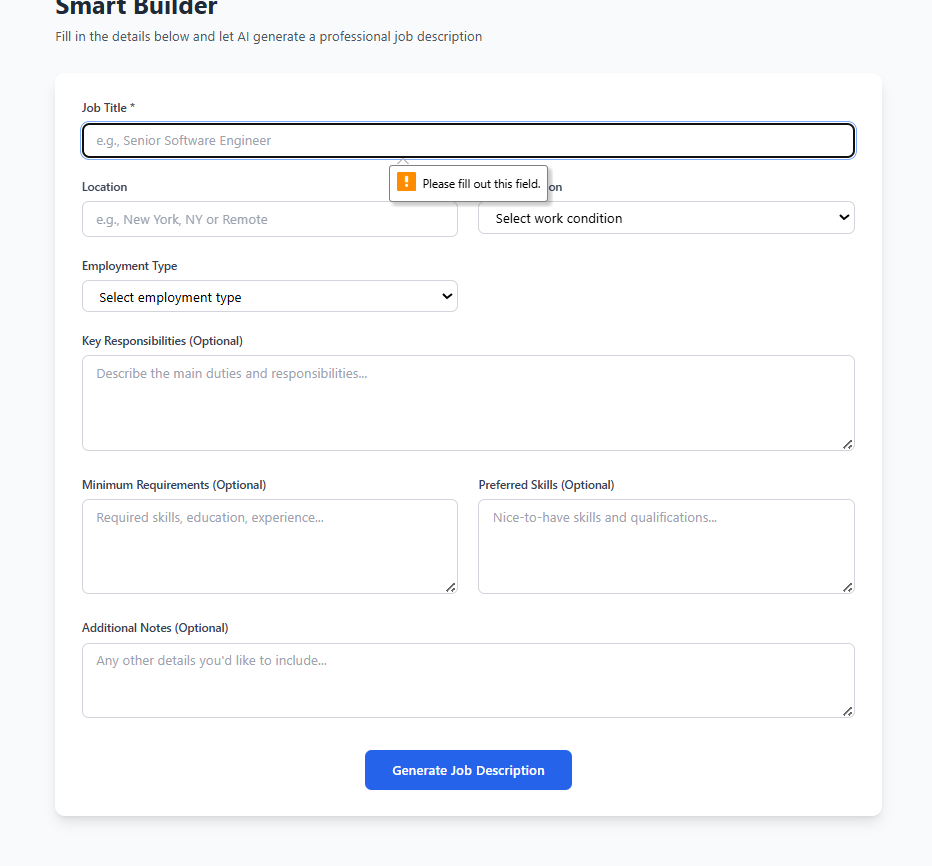 Smart Builder
Fill in the details below and let AI generate a professional job description
Job Title *
e.g., Senior Software Engineer
Please fill out this field.
Location
on
e.g., New York, NY or Remote
Select work condition
Employment Type
Select employment type
Key Responsibilities (Optional)
Describe the main duties and responsibilities...
Minimum Requirements (Optional)
Preferred Skills (Optional)
Required skills, education, experience...
Nice-to-have skills and qualifications...
Additional Notes (Optional)
Any other details you'd like to include...
Generate Job Description